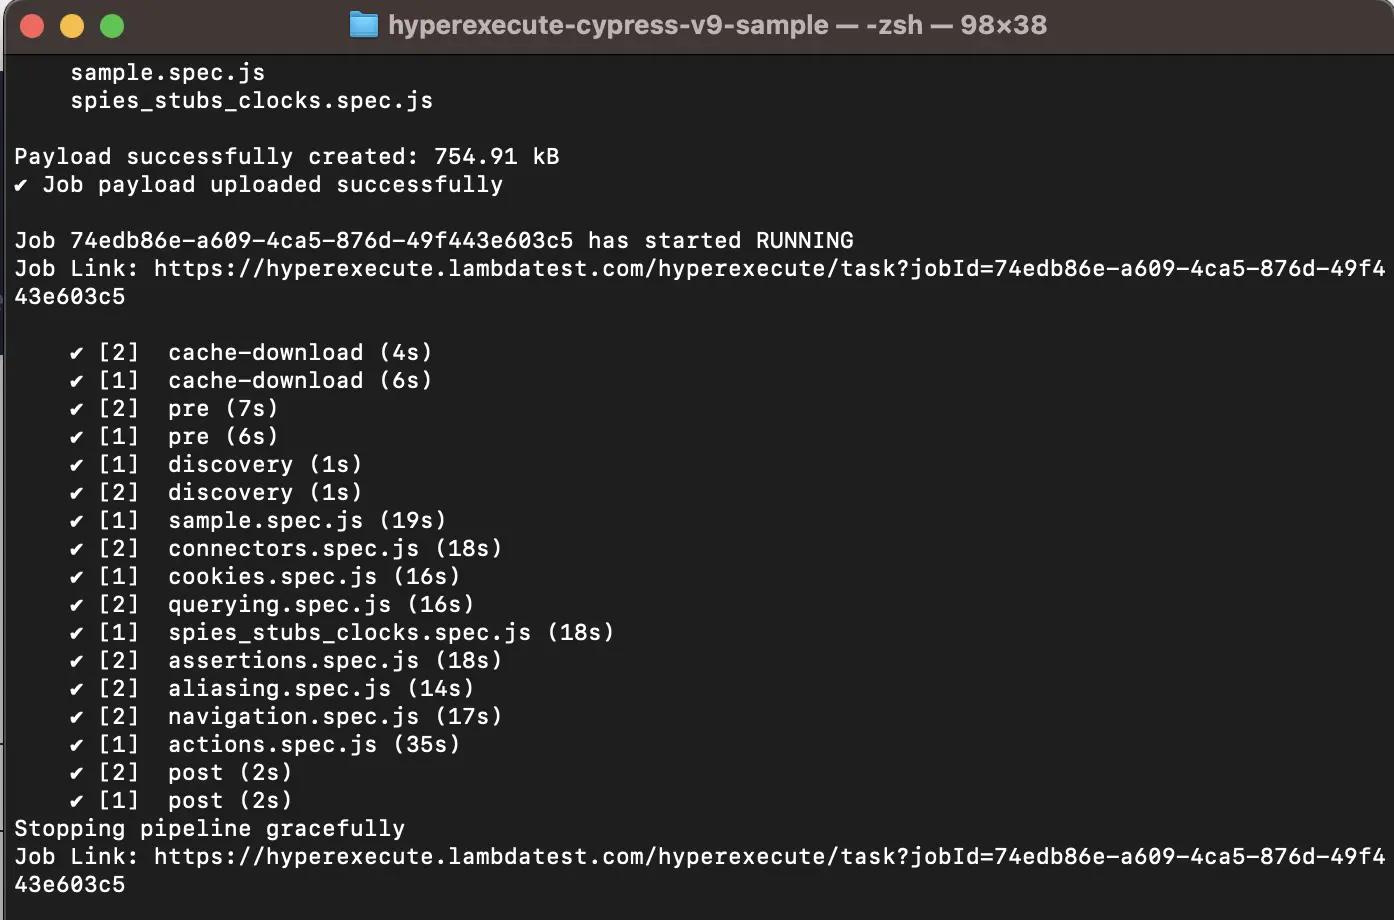 hyperexecute-cypress-v9-sample — -zsh — 98×38
sample.spec.js
spies_stubs_clocks.spec.js
Payload successfully created: 754.91 kB
✔ Job payload uploaded successfully
Job 74edb86e-a609-4ca5-876d-49f443e603c5 has started RUNNING
Job Link: https://hyperexecute.lambdatest.com/hyperexecute/task?jobId=74edb86e-a609-4ca5-876d-49f4
43e603c5
✔ [2]  cache-download (4s)
✔ [1]  cache-download (6s)
✔ [2]  pre (7s)
✔ [1]  pre (6s)
✔ [1]  discovery (1s)
✔ [2]  discovery (1s)
✔ [1]  sample.spec.js (19s)
✔ [2]  connectors.spec.js (18s)
✔ [1]  cookies.spec.js (16s)
✔ [2]  querying.spec.js (16s)
✔ [1]  spies_stubs_clocks.spec.js (18s)
✔ [2]  assertions.spec.js (18s)
✔ [2]  aliasing.spec.js (14s)
✔ [2]  navigation.spec.js (17s)
✔ [1]  actions.spec.js (35s)
✔ [2]  post (2s)
✔ [1]  post (2s)
Stopping pipeline gracefully
Job Link: https://hyperexecute.lambdatest.com/hyperexecute/task?jobId=74edb86e-a609-4ca5-876d-49f4
43e603c5